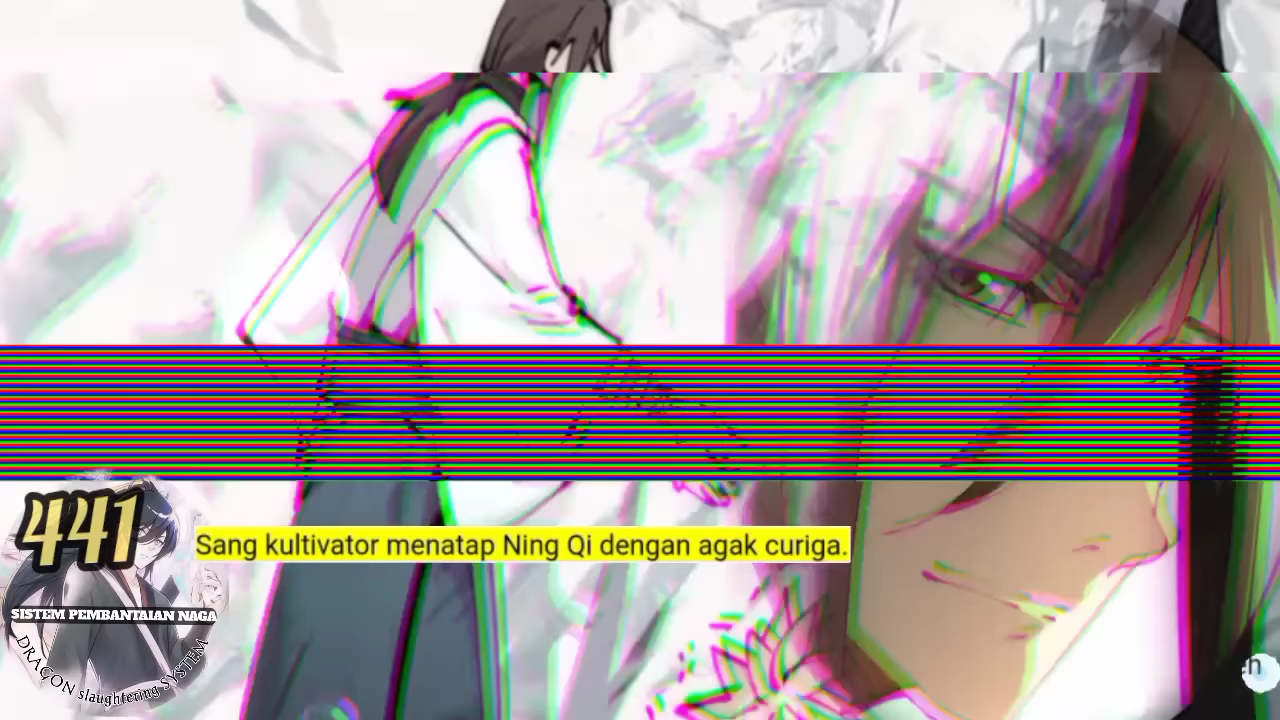 441
Sang kultivator menatap Ning Qi dengan agak curiga.
SISTEM PEMBANTAIAN NAGA
DRAGON slaughtering SYSTEM